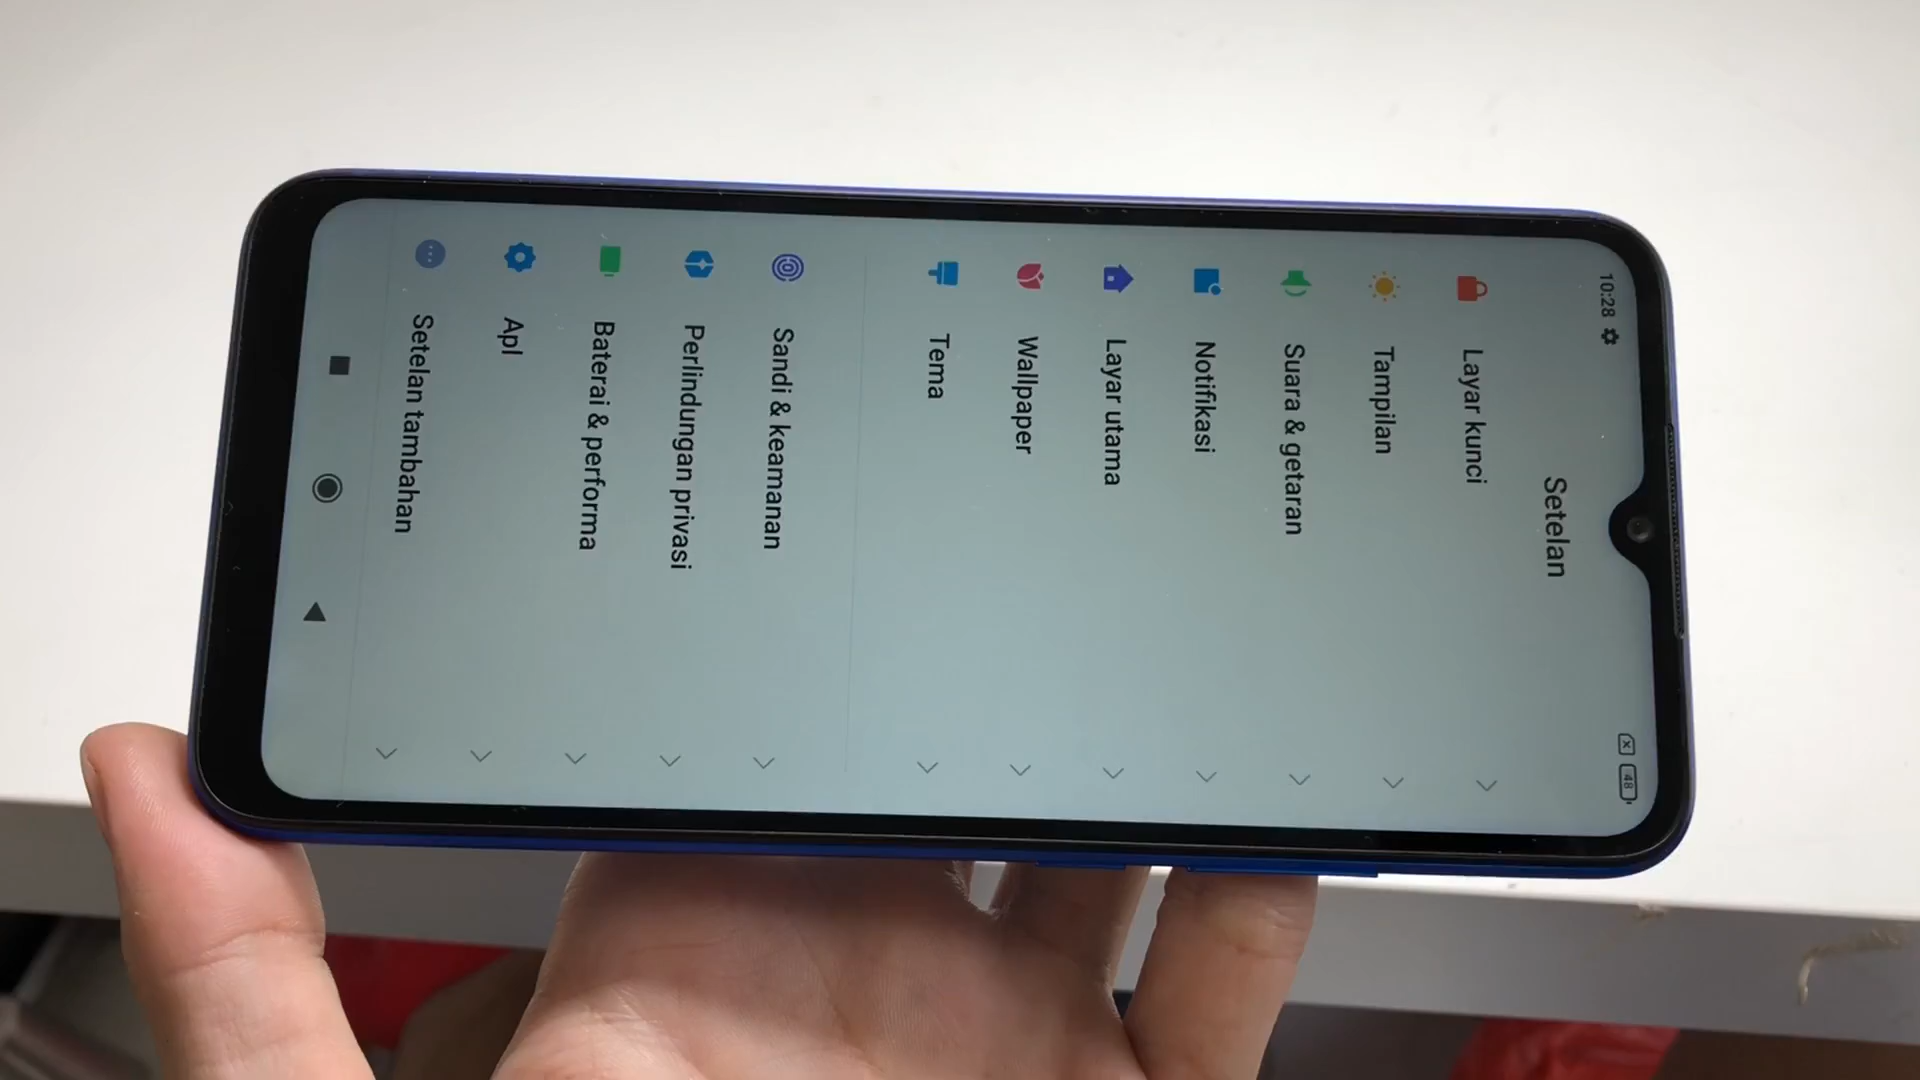 10:28
48
Setelan
Layar kunci
Tampilan
Suara & getaran
Notifikasi
Layar utama
Wallpaper
Tema
Sandi & keamanan
Perlindungan privasi
Baterai & performa
Apl
Setelan tambahan